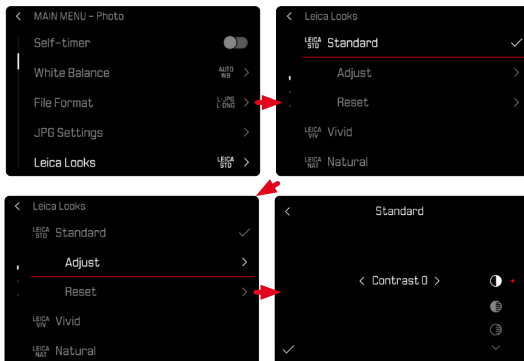 MAIN MENU – Photo
Self-timer
White Balance AUTO WB
File Format L-JPG L-DNG
JPG Settings
Leica Looks LEICA STD
Leica Looks
LEICA STD Standard
Adjust
Reset
LEICA VIV Vivid
LEICA NAT Natural
Leica Looks
LEICA STD Standard
Adjust
Reset
LEICA VIV Vivid
LEICA NAT Natural
Standard
Contrast 0